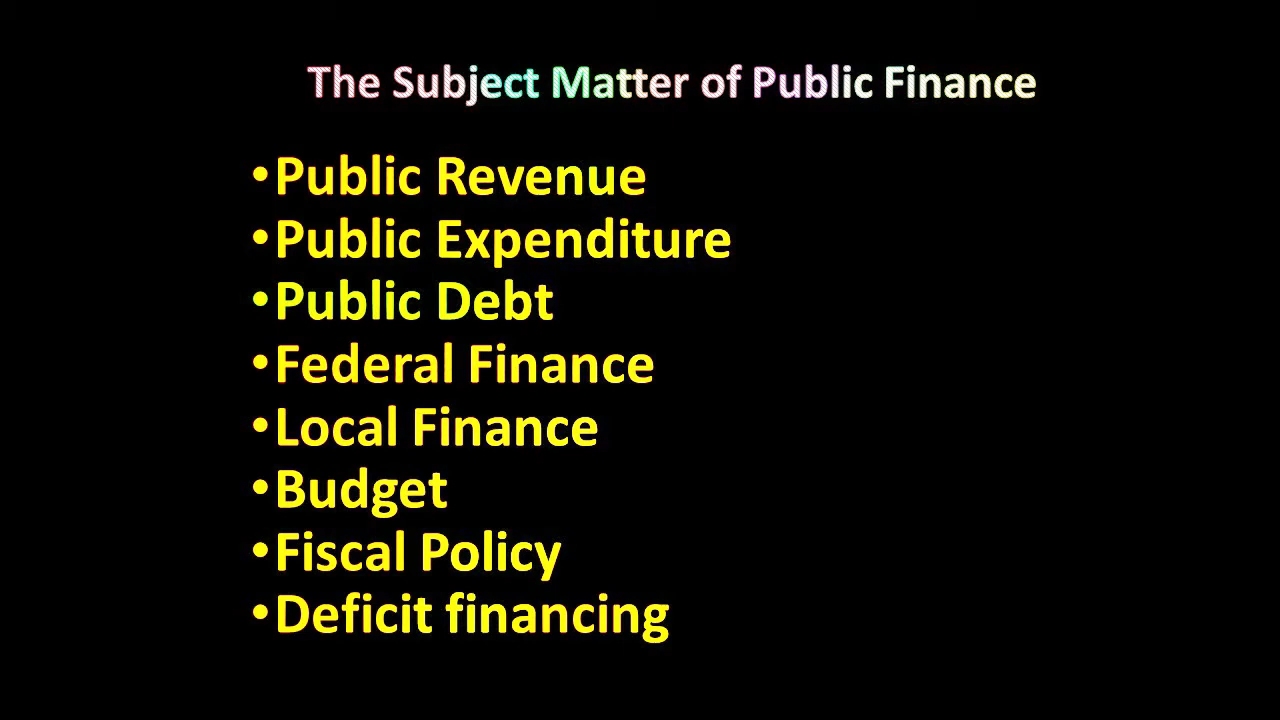 The Subject Matter of Public Finance
•Public Revenue
•Public Expenditure
•Public Debt
•Federal Finance
•Local Finance
•Budget
•Fiscal Policy
•Deficit financing